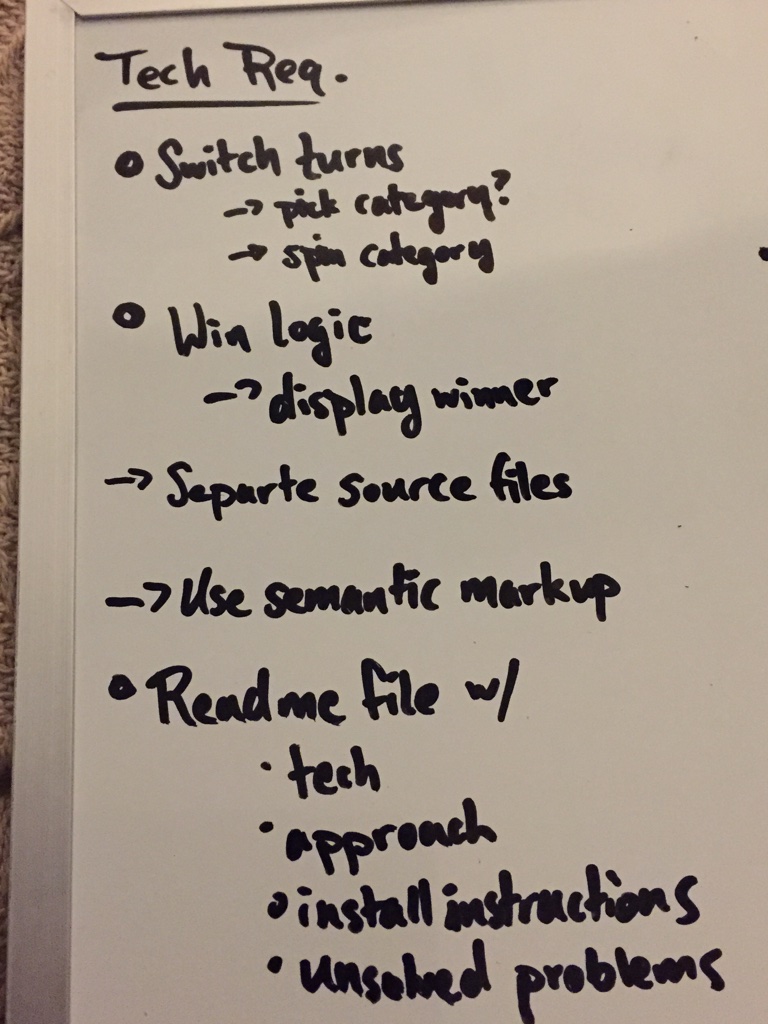 Tech Req.
• Switch turns
→ pick category?
→ spin category
• Win logic
→ display winner
→ Separte source files
→ Use semantic markup
• Readme file w/
• tech
• approach
• install instructions
• unsolved problems